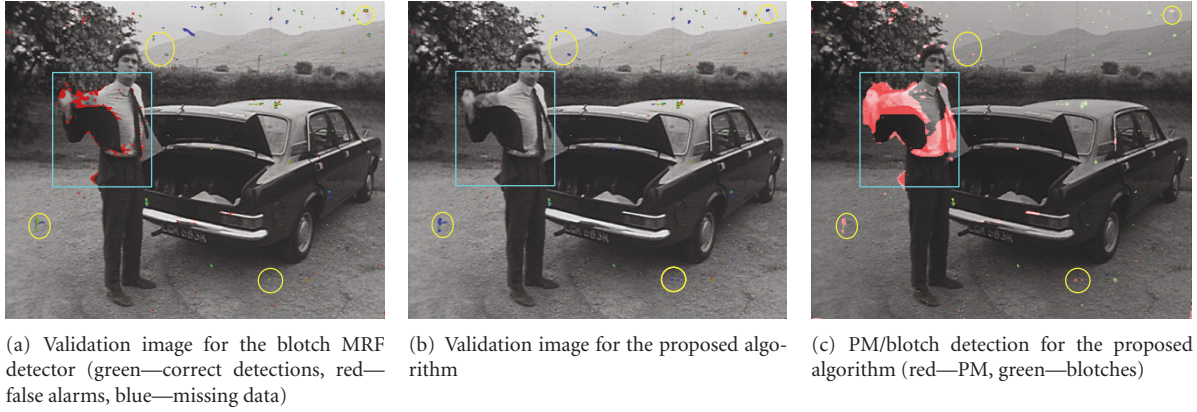 (a) Validation image for the blotch MRF
detector (green—correct detections, red—
false alarms, blue—missing data)
(b) Validation image for the proposed algo-
rithm
(c) PM/blotch detection for the proposed
algorithm (red—PM, green—blotches)